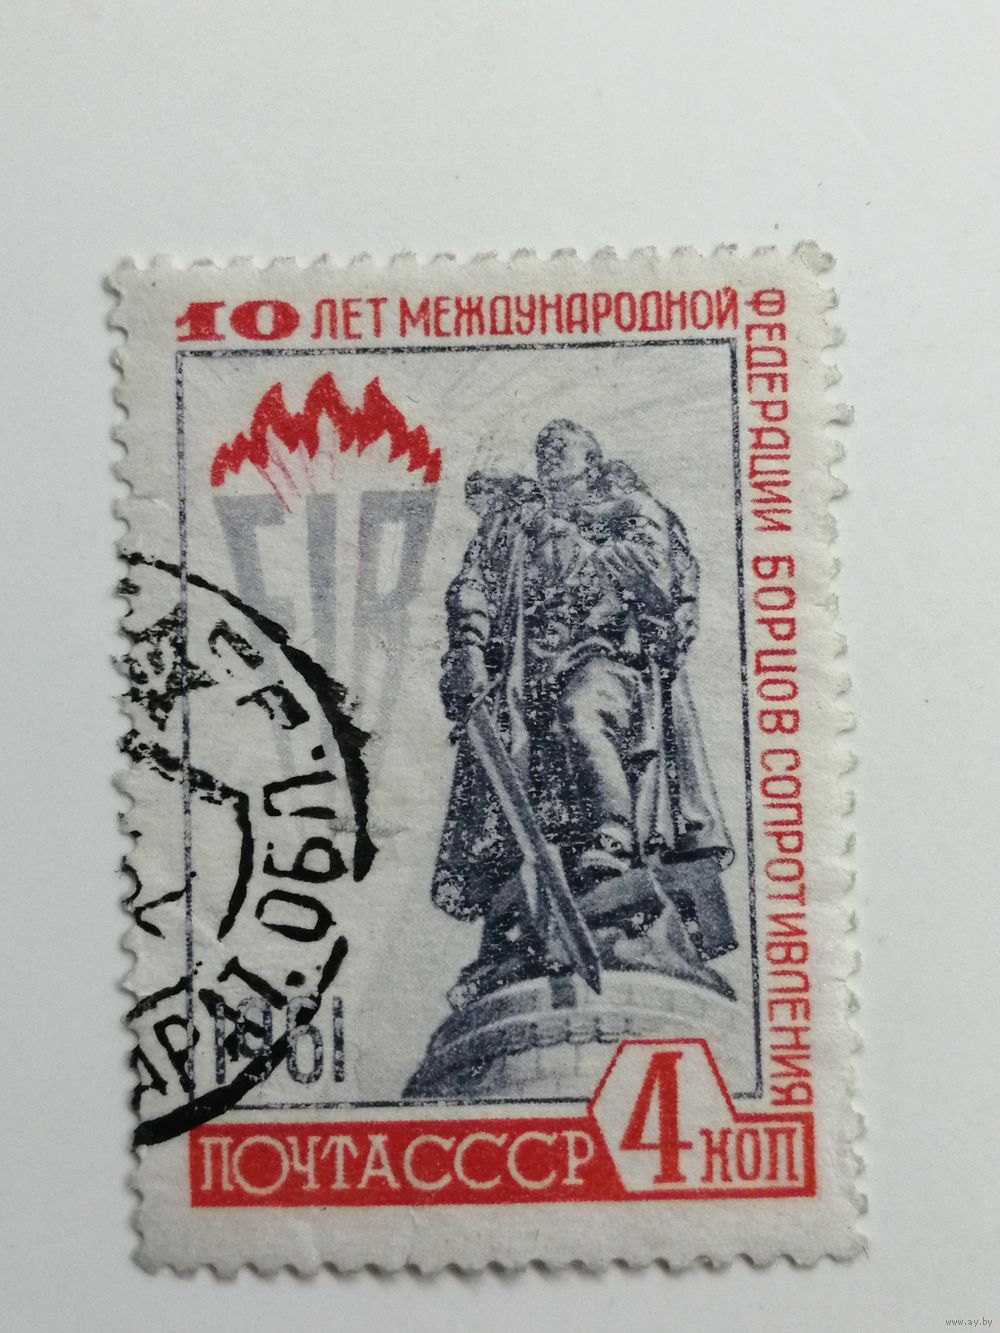 10 ЛЕТ МЕЖДУНАРОДНОЙ
ФЕДЕРАЦИИ БОРЦОВ СОПРОТИВЛЕНИЯ
FIR
ОБЛ.
1961
ПОЧТА СССР
4 КОП
www.ay.by